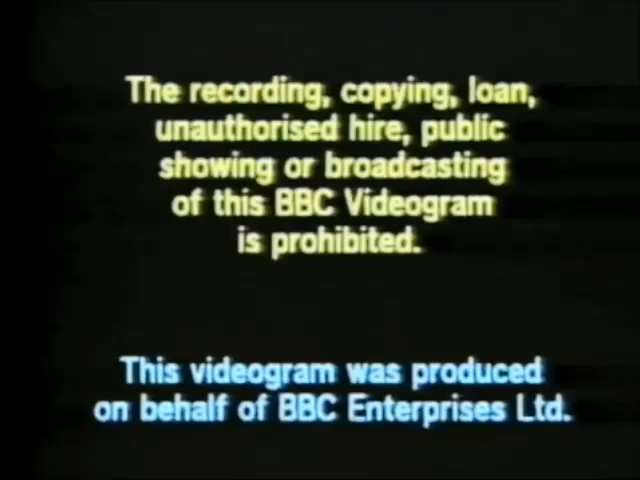 The recording, copying, loan,
unauthorised hire, public
showing or broadcasting
of this BBC Videogram
is prohibited.
This videogram was produced
on behalf of BBC Enterprises Ltd.